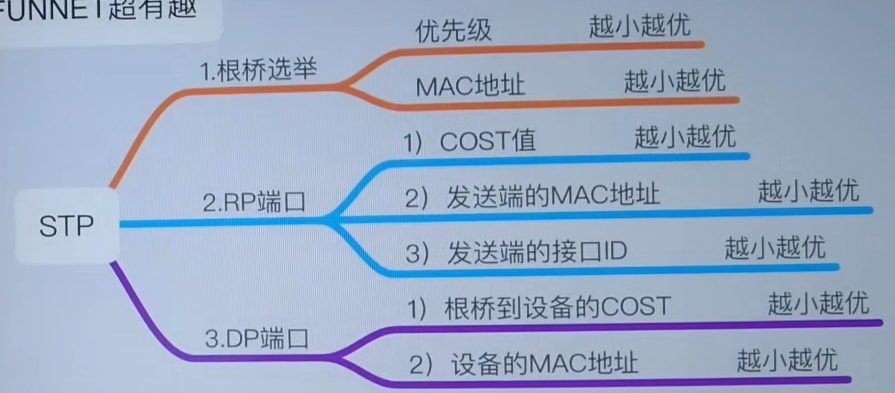 FUNNET超有趣
STP
1.根桥选举
优先级 越小越优
MAC地址 越小越优
2.RP端口
1）COST值 越小越优
2）发送端的MAC地址 越小越优
3）发送端的接口ID 越小越优
3.DP端口
1）根桥到设备的COST 越小越优
2）设备的MAC地址 越小越优